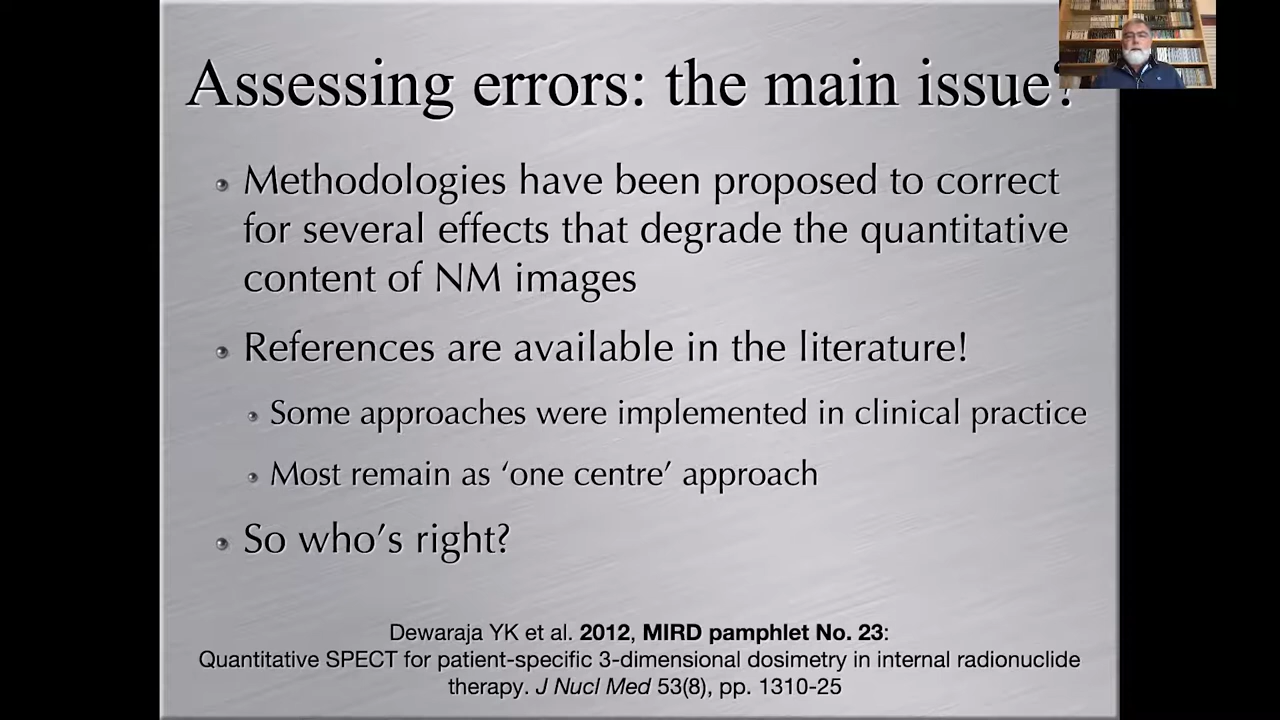 Assessing errors: the main issue?
Methodologies have been proposed to correct
for several effects that degrade the quantitative
content of NM images
References are available in the literature!
Some approaches were implemented in clinical practice
Most remain as ‘one centre’ approach
So who’s right?
Dewaraja YK et al. 2012, MIRD pamphlet No. 23:
Quantitative SPECT for patient-specific 3-dimensional dosimetry in internal radionuclide
therapy. J Nucl Med 53(8), pp. 1310-25